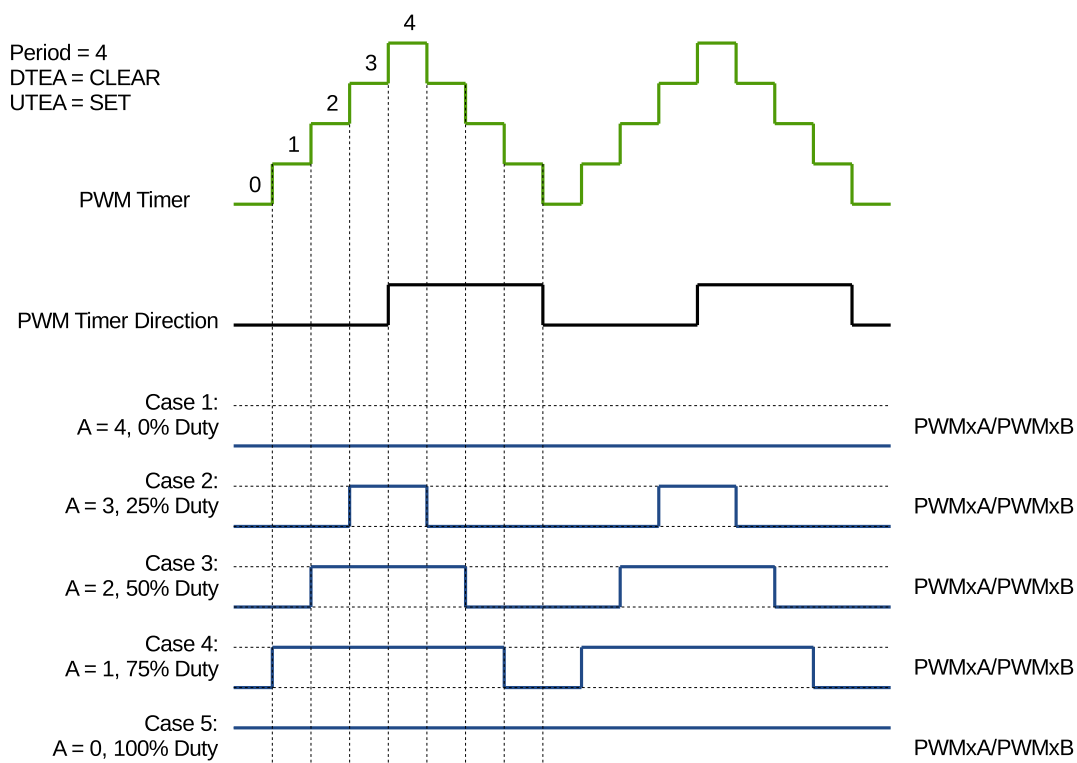 4
Period = 4
DTEA = CLEAR
UTEA = SET
3
2
1
0
PWM Timer
PWM Timer Direction
Case 1:
A = 4, 0% Duty
PWMxA/PWMxB
Case 2:
A = 3, 25% Duty
PWMxA/PWMxB
Case 3:
A = 2, 50% Duty
PWMxA/PWMxB
Case 4:
A = 1, 75% Duty
PWMxA/PWMxB
Case 5:
A = 0, 100% Duty
PWMxA/PWMxB